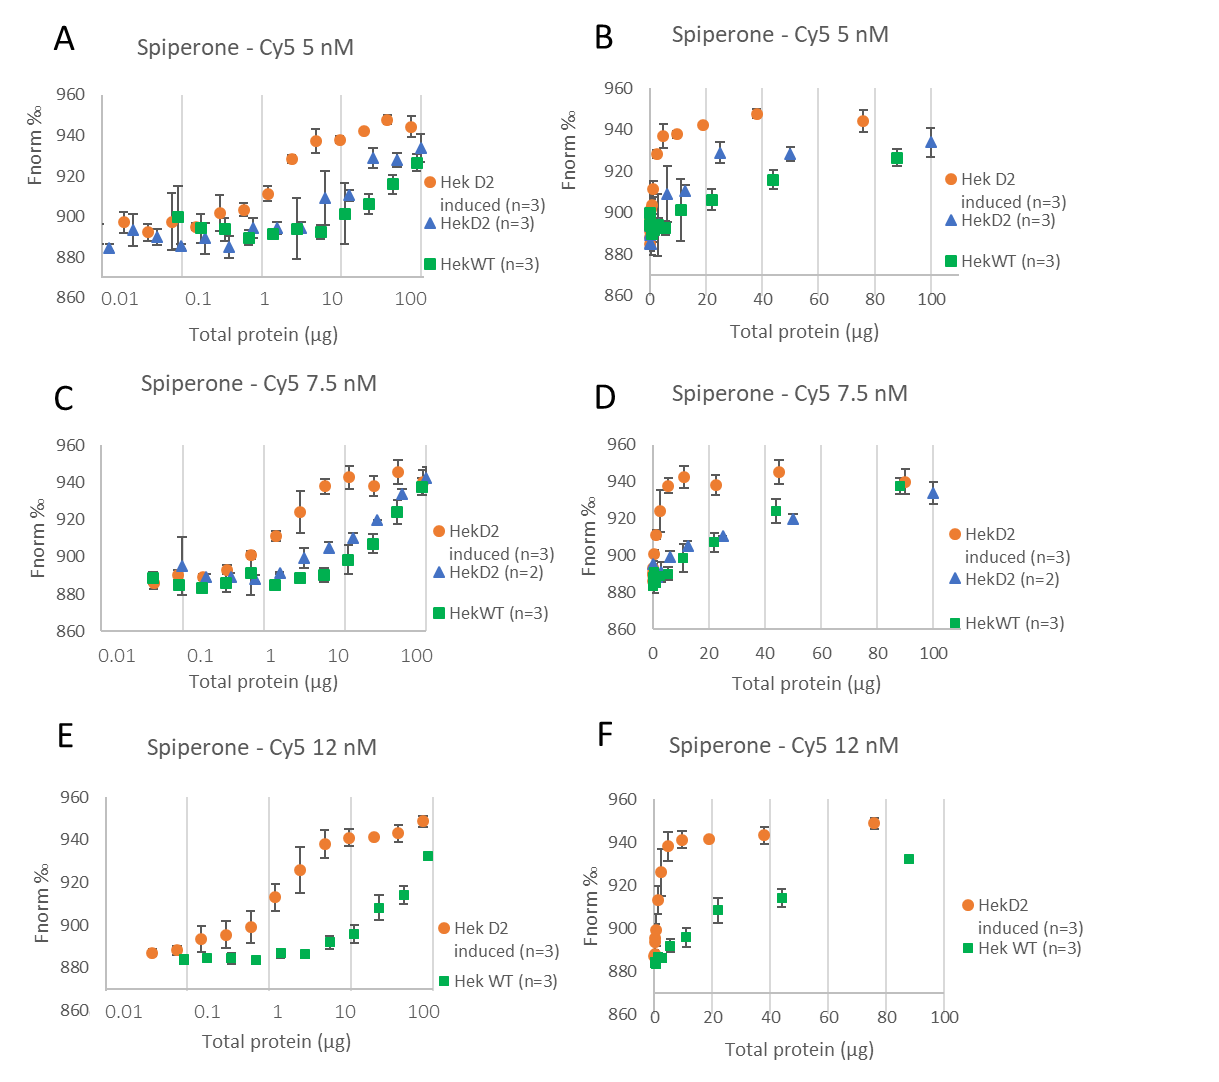 A
Spiperone - Cy5 5 nM
Fnorm ‰
960
940
920
900
880
860
0.01 0.1 1 10 100
Total protein (µg)
Hek D2
induced (n=3)
HekD2 (n=3)
HekWT (n=3)
B
Spiperone - Cy5 5 nM
Fnorm ‰
960
940
920
900
880
860
0 20 40 60 80 100
Total protein (µg)
Hek D2
induced (n=3)
HekD2 (n=3)
HekWT (n=3)
C
Spiperone - Cy5 7.5 nM
Fnorm ‰
960
940
920
900
880
860
0.01 0.1 1 10 100
Total protein (µg)
HekD2
induced (n=3)
HekD2 (n=2)
HekWT (n=3)
D
Spiperone - Cy5 7.5 nM
Fnorm ‰
960
940
920
900
880
860
0 20 40 60 80 100
Total protein (µg)
HekD2
induced (n=3)
HekD2 (n=2)
HekWT (n=3)
E
Spiperone - Cy5 12 nM
Fnorm ‰
960
940
920
900
880
860
0.01 0.1 1 10 100
Total protein (µg)
Hek D2
induced (n=3)
Hek WT (n=3)
F
Spiperone - Cy5 12 nM
Fnorm ‰
960
940
920
900
880
860
0 20 40 60 80 100
Total protein (µg)
HekD2
induced (n=3)
Hek WT (n=3)